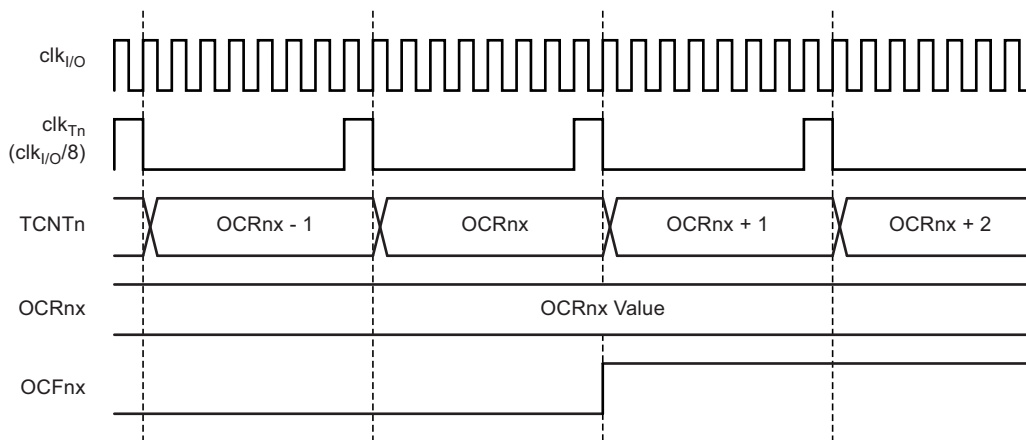 clkI/O
clkTn
(clkI/O/8)
TCNTn
OCRnx - 1
OCRnx
OCRnx + 1
OCRnx + 2
OCRnx
OCRnx Value
OCFnx